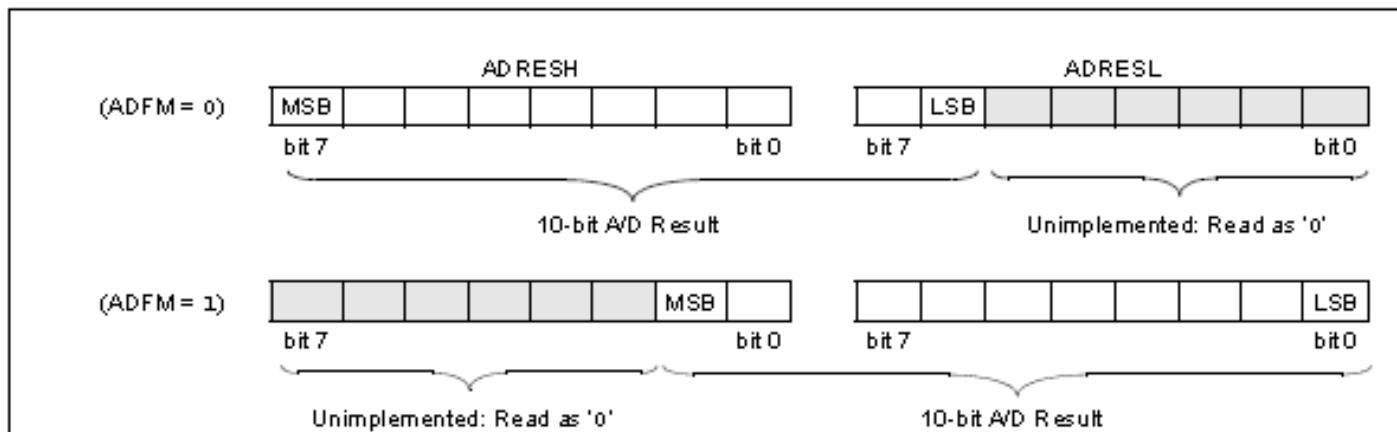 ADRESH ADRESL
(ADFM = 0) MSB LSB
bit 7 bit 0 bit 7 bit 0
10-bit A/D Result Unimplemented: Read as '0'
(ADFM = 1) MSB LSB
bit 7 bit 0 bit 7 bit 0
Unimplemented: Read as '0' 10-bit A/D Result